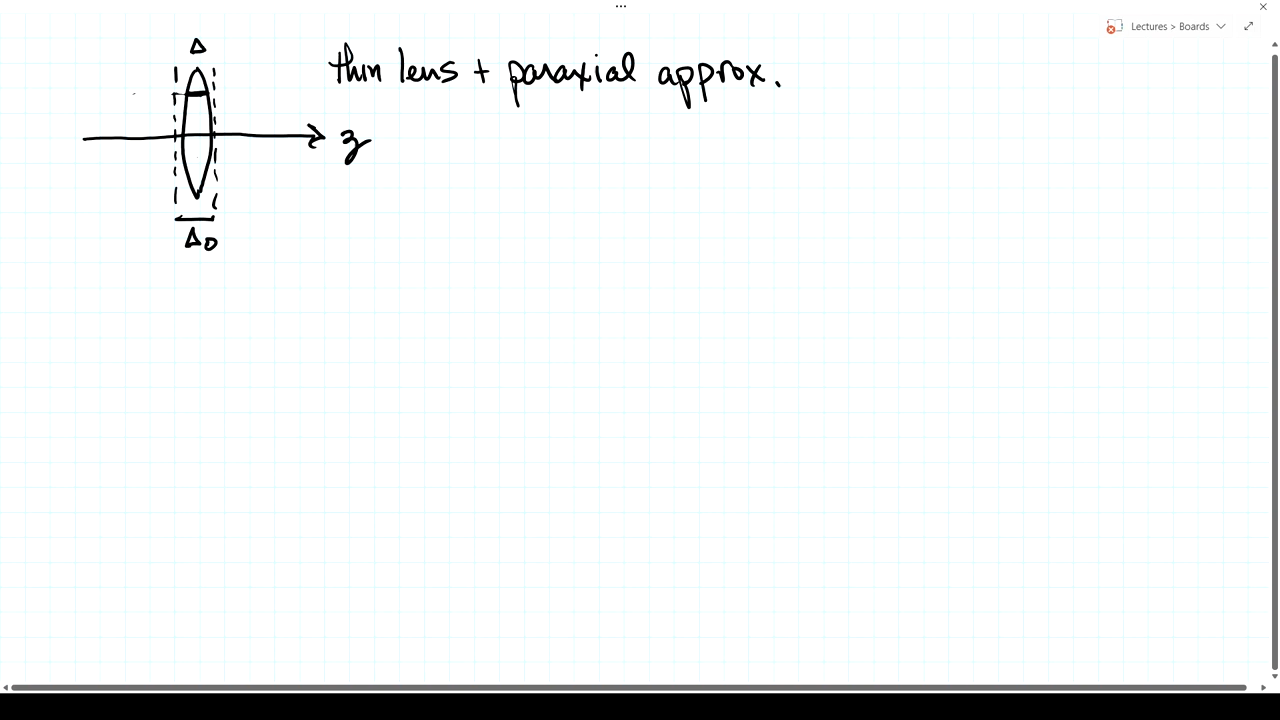 Lectures > Boards
Δ
thin lens + paraxial approx.
z
Δ₀